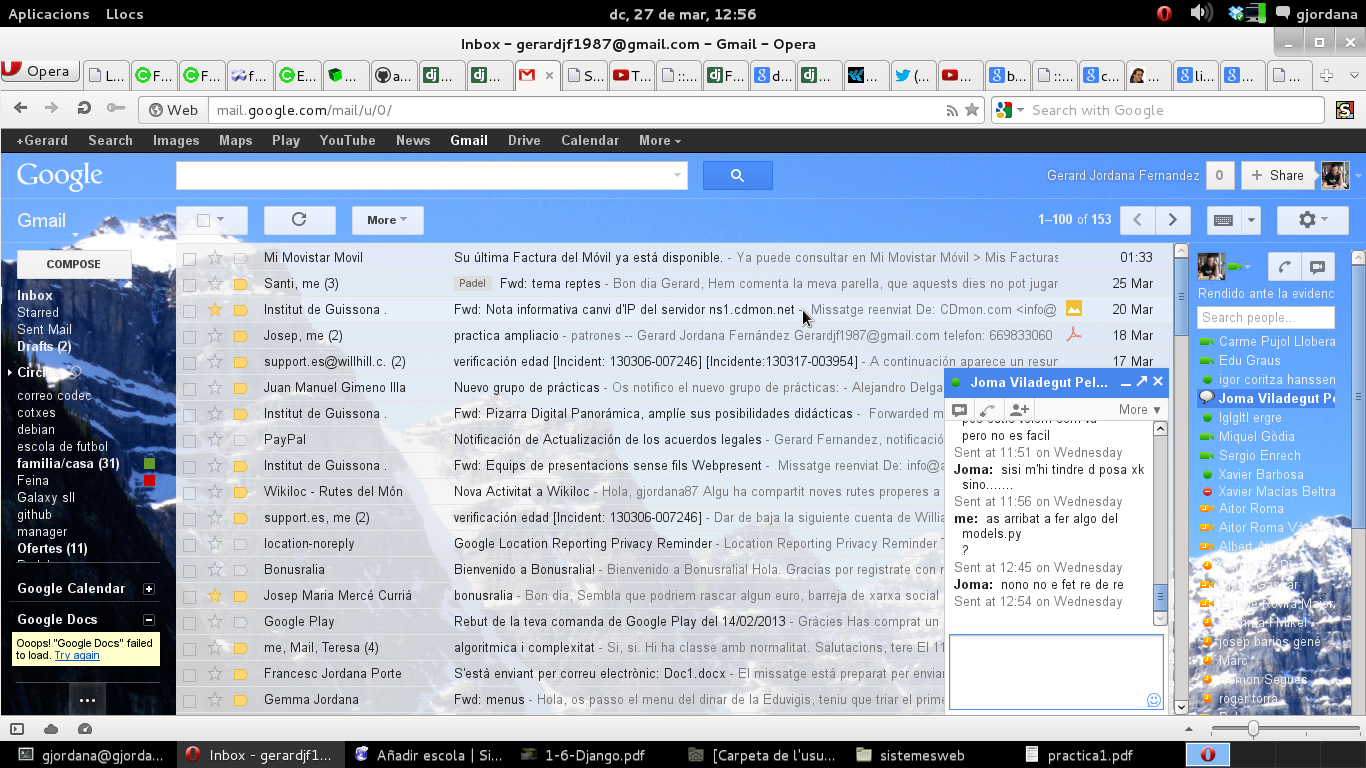 Aplicacions Llocs dc, 27 de mar, 12:56 gjordana
Inbox - gerardjf1987@gmail.com - Gmail - Opera
Opera
Web mail.google.com/mail/u/0/ Search with Google
+Gerard Search Images Maps Play YouTube News Gmail Drive Calendar More
Google Gerard Jordana Fernandez 0 + Share
Gmail More 1–100 of 153
COMPOSE
Inbox
Starred
Sent Mail
Drafts (2)
correo codec
cotxes
debian
escola de futbol
familia/casa (31)
Feina
Galaxy sII
github
manager
Ofertes (11)
Google Calendar
Google Docs
Ooops! "Google Docs" failed
to load. Try again
...
Mi Movistar Movil Su última Factura del Móvil ya está disponible. - Ya puede consultar en Mi Movistar Móvil > Mis Facturas 01:33
Santi, me (3) Padel Fwd: tema reptes - Bon dia Gerard, Hem comenta la meva parella, que aquests dies no pot jugar 25 Mar
Institut de Guissona . Fwd: Nota informativa canvi d'IP del servidor ns1.cdmon.net - Missatge reenviat De: CDmon.com <info@ 20 Mar
Josep, me (2) practica ampliacio - patrones -- Gerard Jordana Fernández Gerardjf1987@gmail.com telefon: 669833060 18 Mar
support.es@willhill.c. (2) verificación edad [Incident: 130306-007246] [Incidente:130317-003954] - A continuación aparece un resur 17 Mar
Juan Manuel Gimeno Illa Nuevo grupo de prácticas - Os notifico el nuevo grupo de prácticas: - Alejandro Delga
Institut de Guissona . Fwd: Pizarra Digital Panorámica, amplíe sus posibilidades didácticas - Forwarded m
PayPal Notificación de Actualización de los acuerdos legales - Gerard Fernandez, notificación
Institut de Guissona . Fwd: Equips de presentacions sense fils Webpresent - Missatge reenviat De: info@a
Wikiloc - Rutes del Món Nova Activitat a Wikiloc - Hola, gjordana87 Algu ha compartit noves rutes properes a
support.es, me (2) verificación edad [Incident: 130306-007246] - Dar de baja la siguiente cuenta de Willia
location-noreply Google Location Reporting Privacy Reminder - Location Reporting Privacy Reminder
Bonusralia Bienvenido a Bonusralia! - Bienvenido a Bonusralia! Hola. Gracias por registrate con
Josep Maria Mercé Currià bonusralia - Bon dia, Sembla que podriem rascar algun euro, barreja de xarxa social
Google Play Rebut de la teva comanda de Google Play del 14/02/2013 - Gràcies Has comprat un
me, Mail, Teresa (4) algoritmica i complexitat - Si, si. Hi ha classe amb normalitat. Salutacions, tere El 11
Francesc Jordana Porte S'està enviant per correu electrònic: Doc1.docx - El missatge està preparat per enviar
Gemma Jordana Fwd: menus - Hola, os passo el menu del dinar de la Eduvigis, teniu que triar el prime
Joma Viladegut Pel...
More
pero no es facil
Sent at 11:51 on Wednesday
Joma: sisi m'hi tindre d posa xk
sino.......
Sent at 11:56 on Wednesday
me: as arribat a fer algo del
models.py
?
Sent at 12:45 on Wednesday
Joma: nono no e fet re de re
Sent at 12:54 on Wednesday
Rendido ante la evidenc
Search people...
Carme Pujol Llobera
Edu Graus
igor coritza hanssen
Joma Viladegut Pe
lglgltl ergre
Miquel Gòdia
Sergio Enrech
Xavier Barbosa
Xavier Macías Beltra
Aitor Roma
josep barios gené
Marc
roger torra
gjordana@gjorda... Inbox - gerardjf1... Añadir escola | Si... 1-6-Django.pdf [Carpeta de l'usu... sistemesweb practica1.pdf